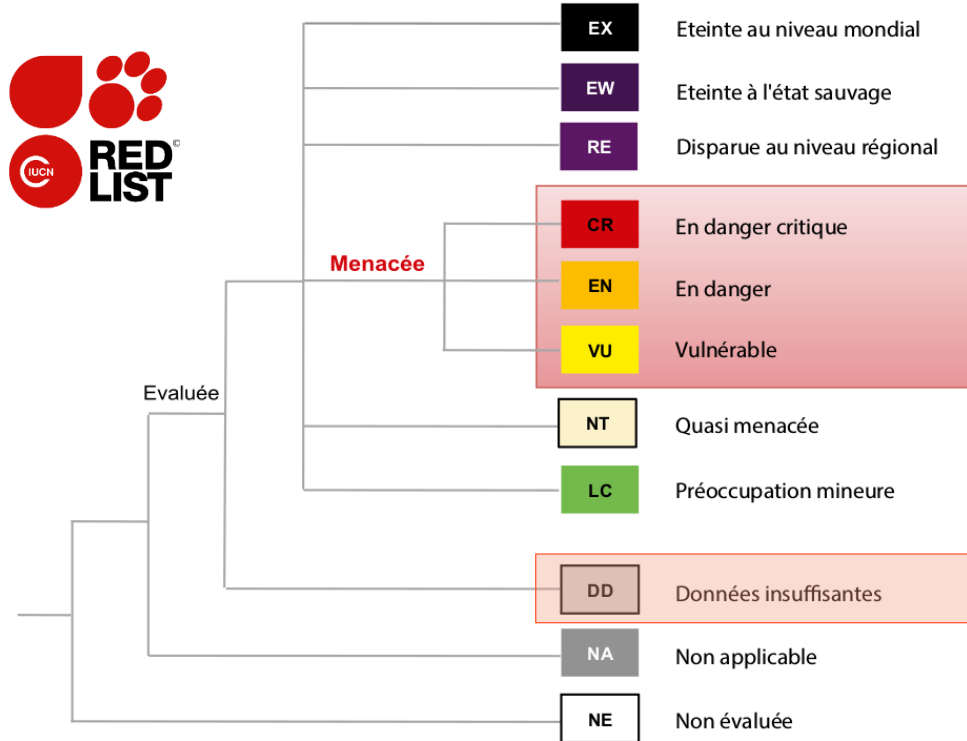 EX Eteinte au niveau mondial
EW Eteinte à l'état sauvage
RE Disparue au niveau régional
RED©
LIST
IUCN
CR En danger critique
Menacée
EN En danger
VU Vulnérable
Evaluée
NT Quasi menacée
LC Préoccupation mineure
DD Données insuffisantes
NA Non applicable
NE Non évaluée